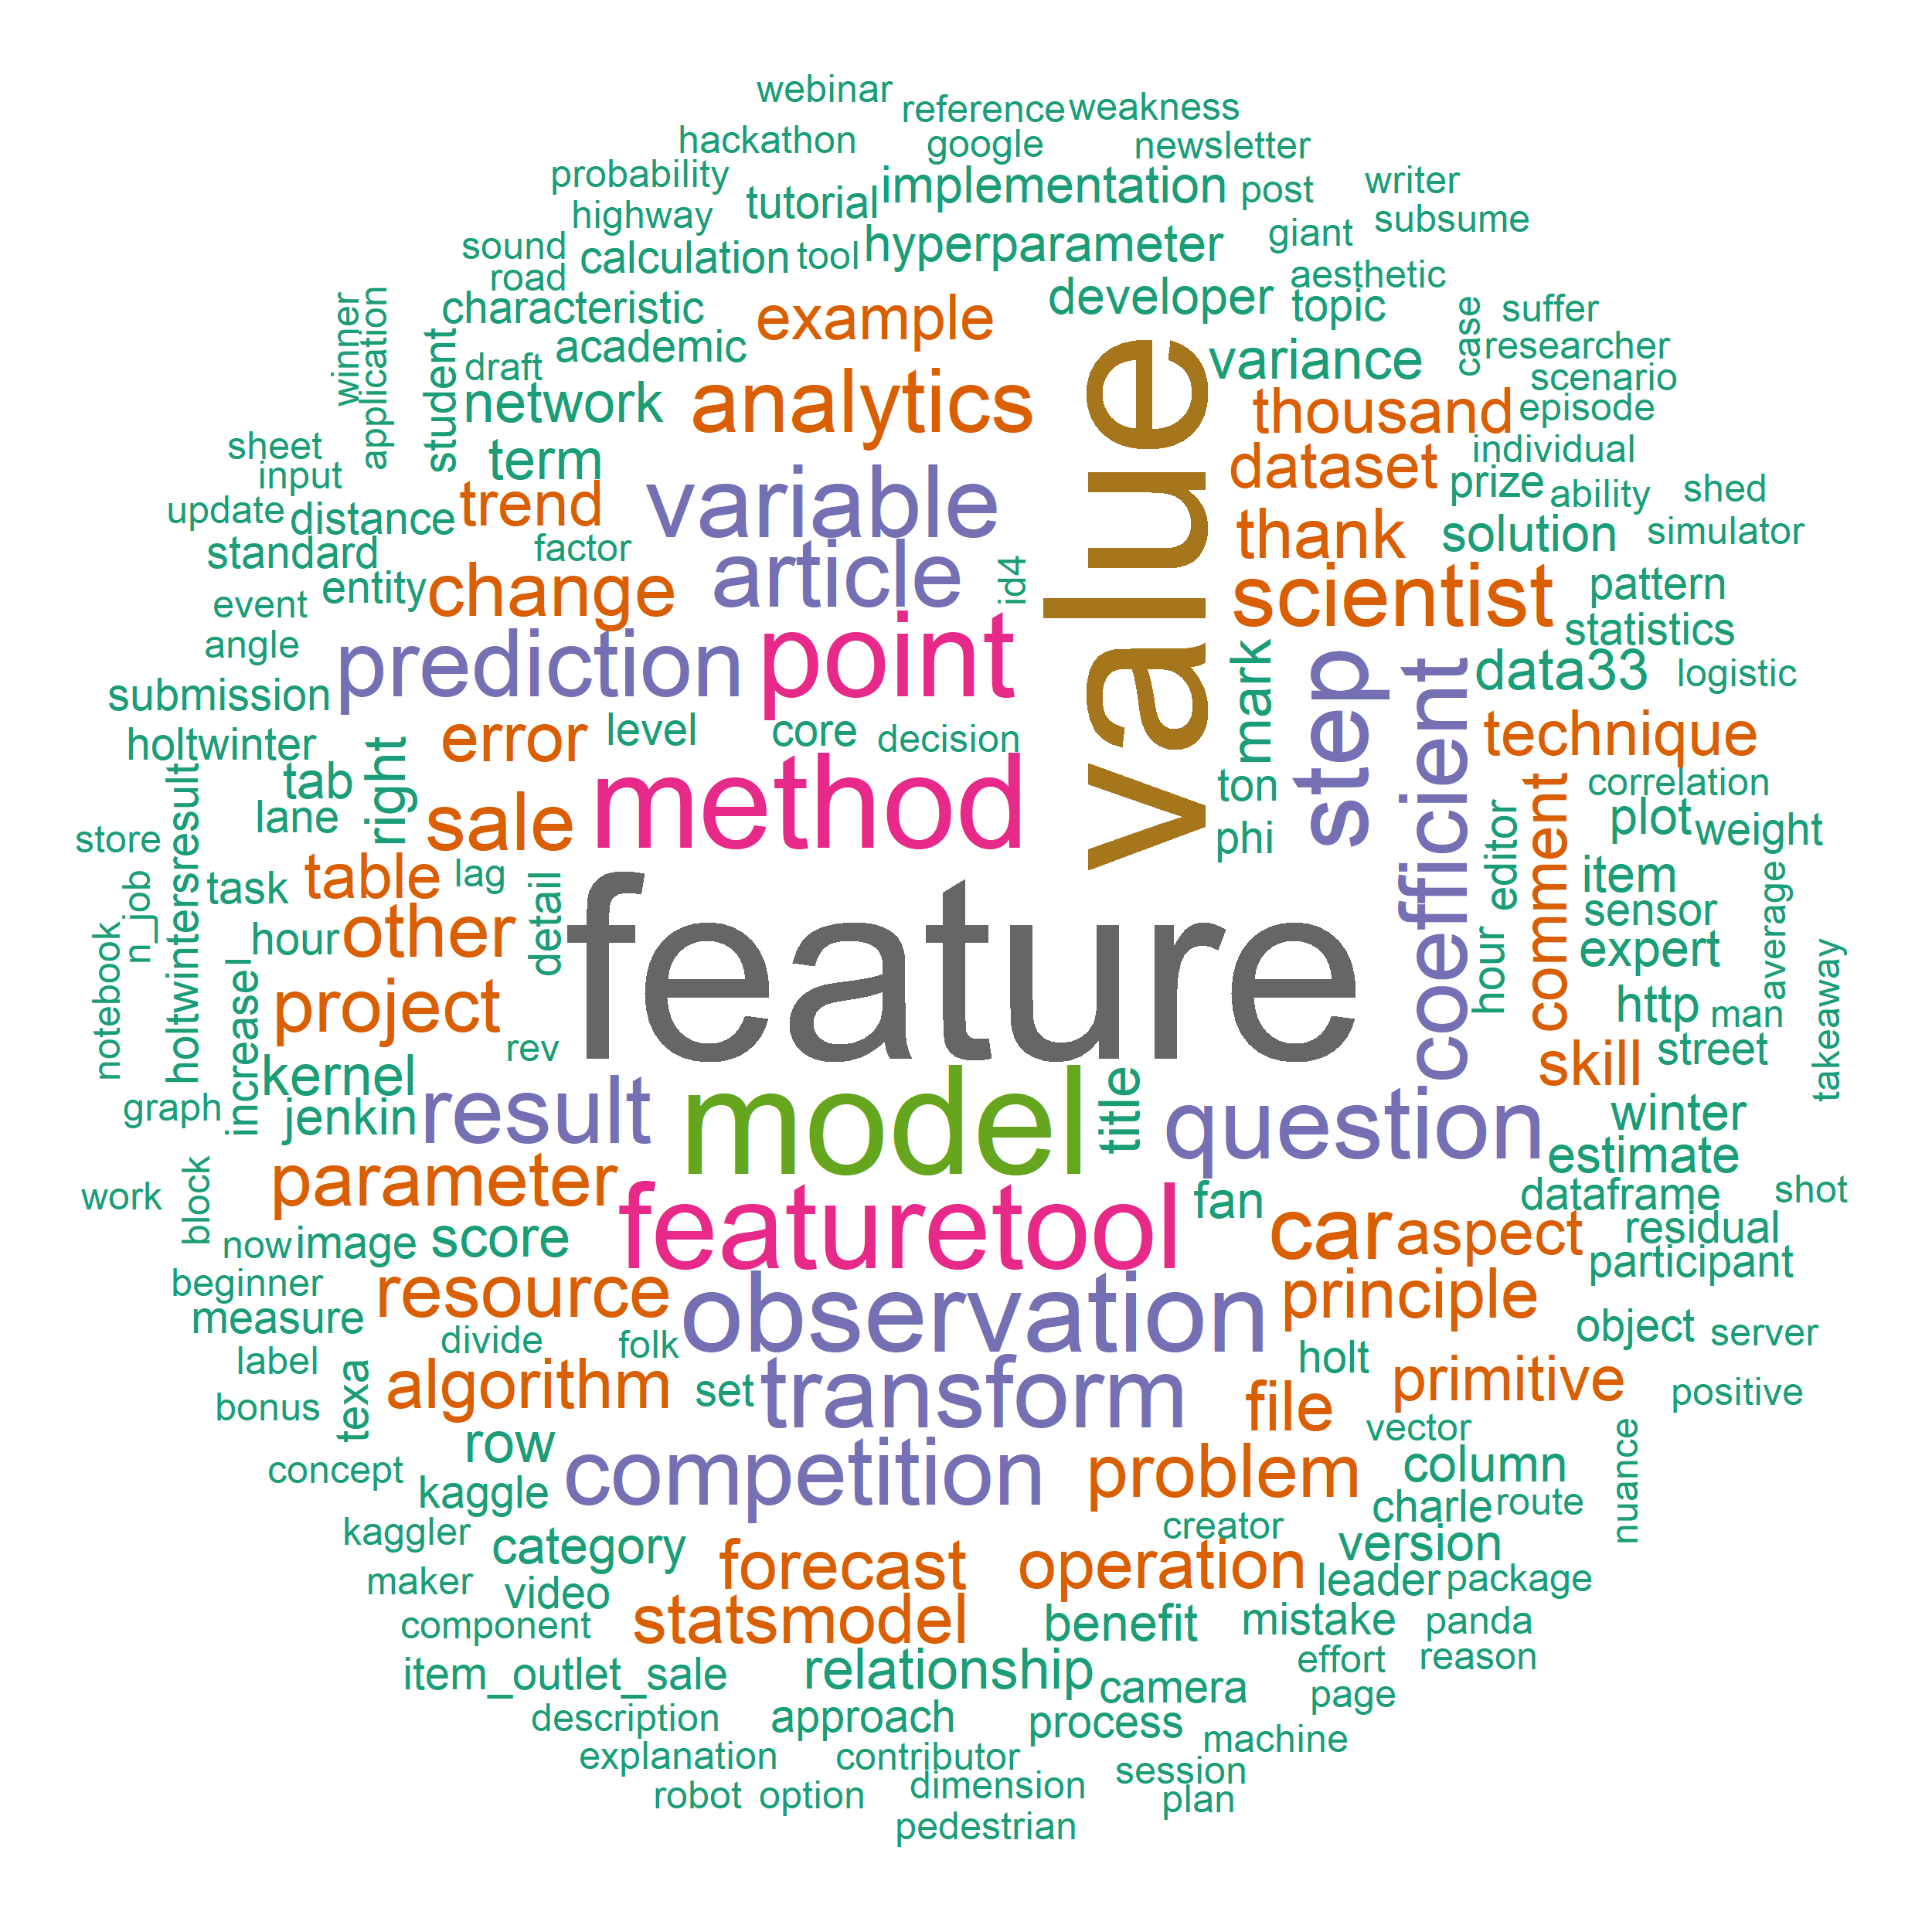 webinar
reference weakness
hackathon google newsletter
probability tutorial implementation post writer
highway giant subsume
sound calculation tool hyperparameter
road aesthetic
characteristic example developer topic case suffer
winner application student academic variance researcher
draft scenario
network analytics value thousand episode
sheet term dataset individual
input prize ability shed
update distance trend variable thank solution simulator
standard factor article id4
entity change scientist pattern
event statistics
angle prediction point mark step coefficient data33 logistic
submission
holtwinter error level core decision technique
tab right ton correlation
lane sale method phi editor comment plot weight
store holtwintersresult
task table lag detail item
n_job sensor average
notebook hour other feature hour expert takeaway
increase project http man
rev skill street
kernel
graph jenkin result model title question winter
estimate
work block parameter featuretool fan dataframe shot
now image score car aspect residual
participant
beginner resource observation principle
measure divide folk object server
label holt
texa algorithm set transform primitive positive
bonus file
row vector nuance
concept competition problem column
kaggle charle route
kaggler category creator version
maker forecast operation leader package
video
component statsmodel benefit mistake panda
item_outlet_sale relationship effort reason
camera page
description approach process
explanation contributor machine
robot option dimension session
plan
pedestrian